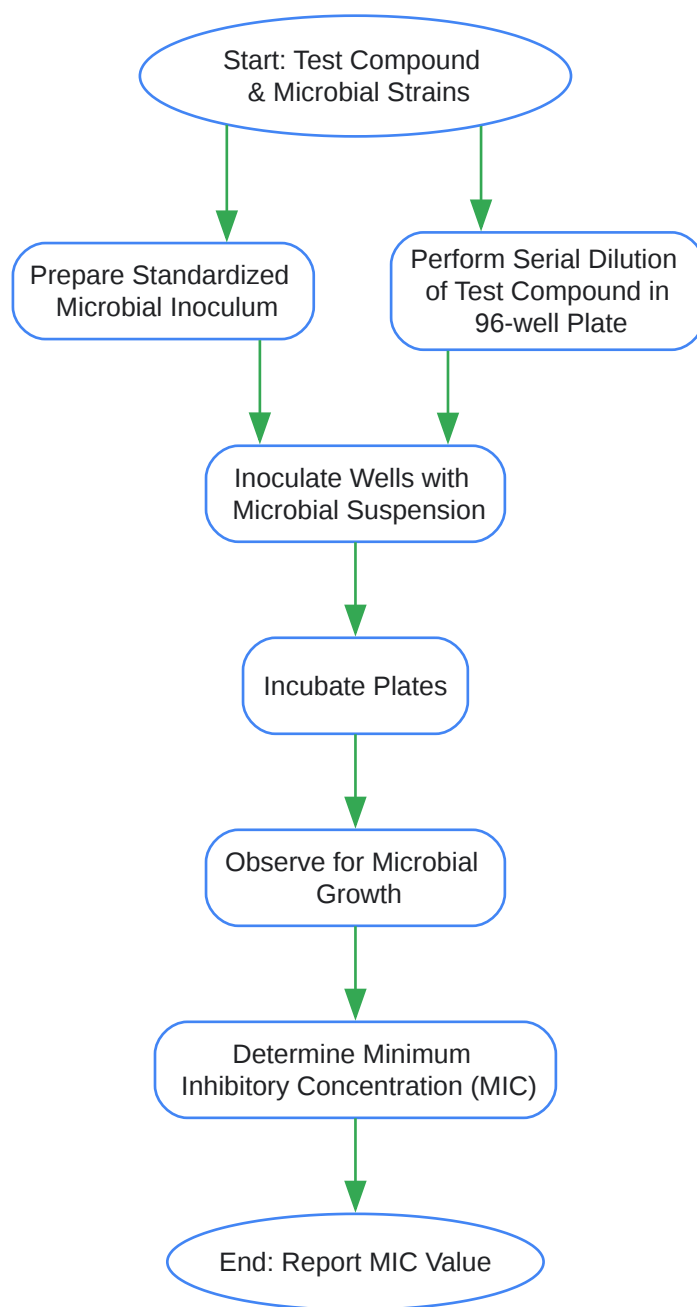 Start: Test Compound
& Microbial Strains
Prepare Standardized
Microbial Inoculum
Perform Serial Dilution
of Test Compound in
96-well Plate
Inoculate Wells with
Microbial Suspension
Incubate Plates
Observe for Microbial
Growth
Determine Minimum
Inhibitory Concentration (MIC)
End: Report MIC Value